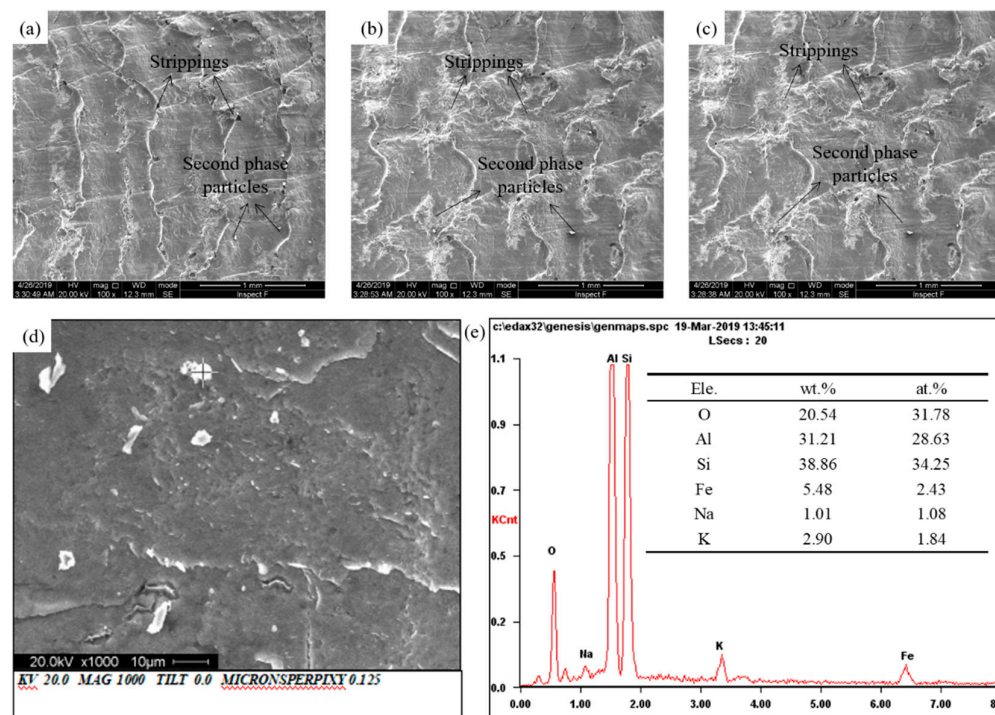 (a)
Strippings
Second phase
particles
4/26/2019 HV mag WD mode 1 mm
3:30:49 AM 20.00 kV 100 x 12.3 mm SE Inspect F
(b)
Strippings
Second phase
particles
4/26/2019 HV mag WD mode 1 mm
3:28:53 AM 20.00 kV 100 x 12.3 mm SE Inspect F
(c)
Strippings
Second phase
particles
4/26/2019 HV mag WD mode 1 mm
3:28:38 AM 20.00 kV 100 x 12.3 mm SE Inspect F
(d)
20.0kV x1000 10µm
KV 20.0 MAG 1000 TILT 0.0 MICRONSPERPIXY 0.125
(e)
c:\edax32\genesis\genmaps.spc 19-Mar-2019 13:45:11
LSecs : 20
1.1
0.9
0.7
KCnt
0.5
0.2
0.0
Al Si
O
Na
K
Fe
0.00 1.00 2.00 3.00 4.00 5.00 6.00 7.00 8
Ele. wt.% at.%
O 20.54 31.78
Al 31.21 28.63
Si 38.86 34.25
Fe 5.48 2.43
Na 1.01 1.08
K 2.90 1.84